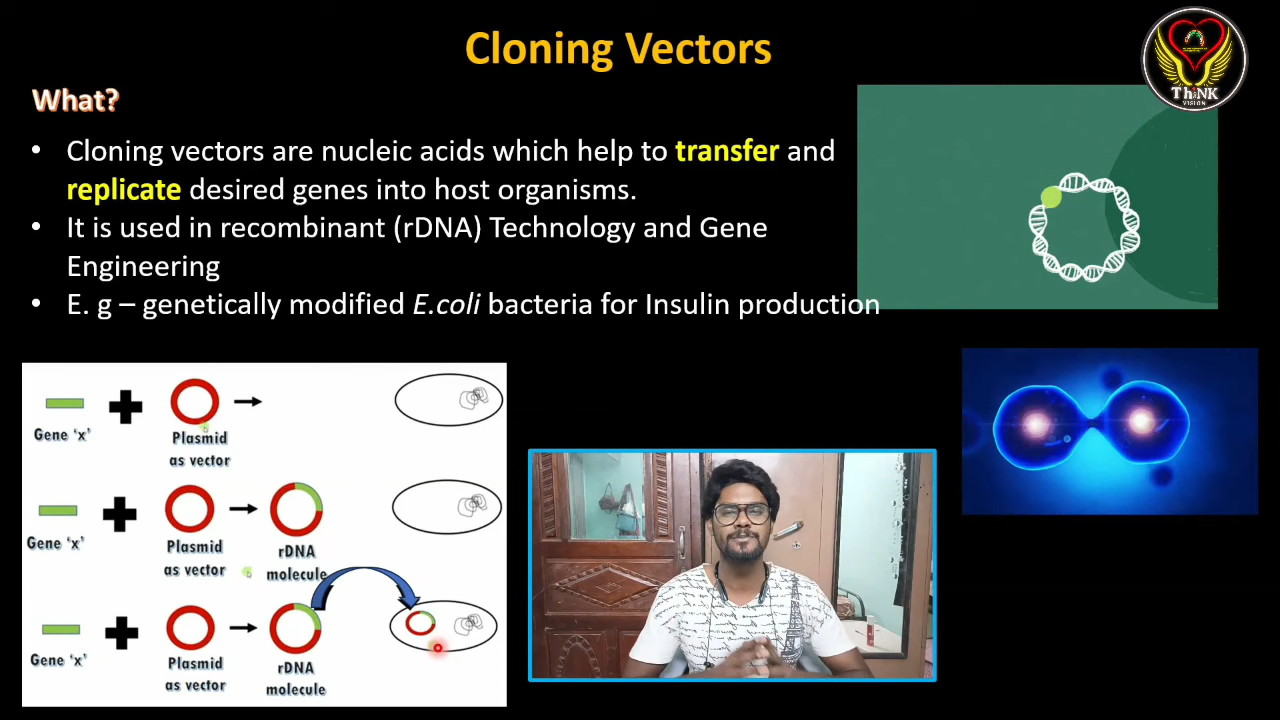 Cloning Vectors
ThiNK
VISION
What?
• Cloning vectors are nucleic acids which help to transfer and
replicate desired genes into host organisms.
• It is used in recombinant (rDNA) Technology and Gene
Engineering
• E. g – genetically modified E.coli bacteria for Insulin production
Gene ‘x’
Plasmid
as vector
Gene ‘x’
Plasmid
as vector
rDNA
molecule
Gene ‘x’
Plasmid
as vector
rDNA
molecule